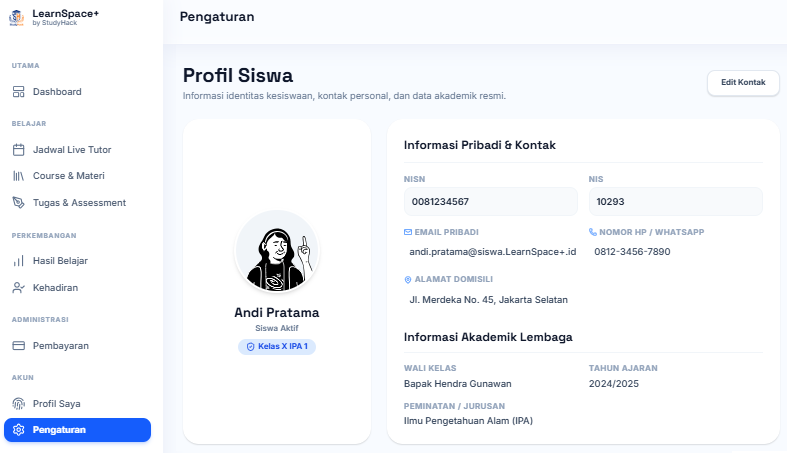 LearnSpace+
by StudyHack
Pengaturan
UTAMA
Dashboard
BELAJAR
Jadwal Live Tutor
Course & Materi
Tugas & Assessment
PERKEMBANGAN
Hasil Belajar
Kehadiran
ADMINISTRASI
Pembayaran
AKUN
Profil Saya
Pengaturan
Profil Siswa
Informasi identitas kesiswaan, kontak personal, dan data akademik resmi.
Edit Kontak
Andi Pratama
Siswa Aktif
Kelas X IPA 1
Informasi Pribadi & Kontak
NISN
NIS
0081234567
10293
EMAIL PRIBADI
NOMOR HP / WHATSAPP
andi.pratama@siswa.LearnSpace+.id
0812-3456-7890
ALAMAT DOMISILI
Jl. Merdeka No. 45, Jakarta Selatan
Informasi Akademik Lembaga
WALI KELAS
TAHUN AJARAN
Bapak Hendra Gunawan
2024/2025
PEMINATAN / JURUSAN
Ilmu Pengetahuan Alam (IPA)